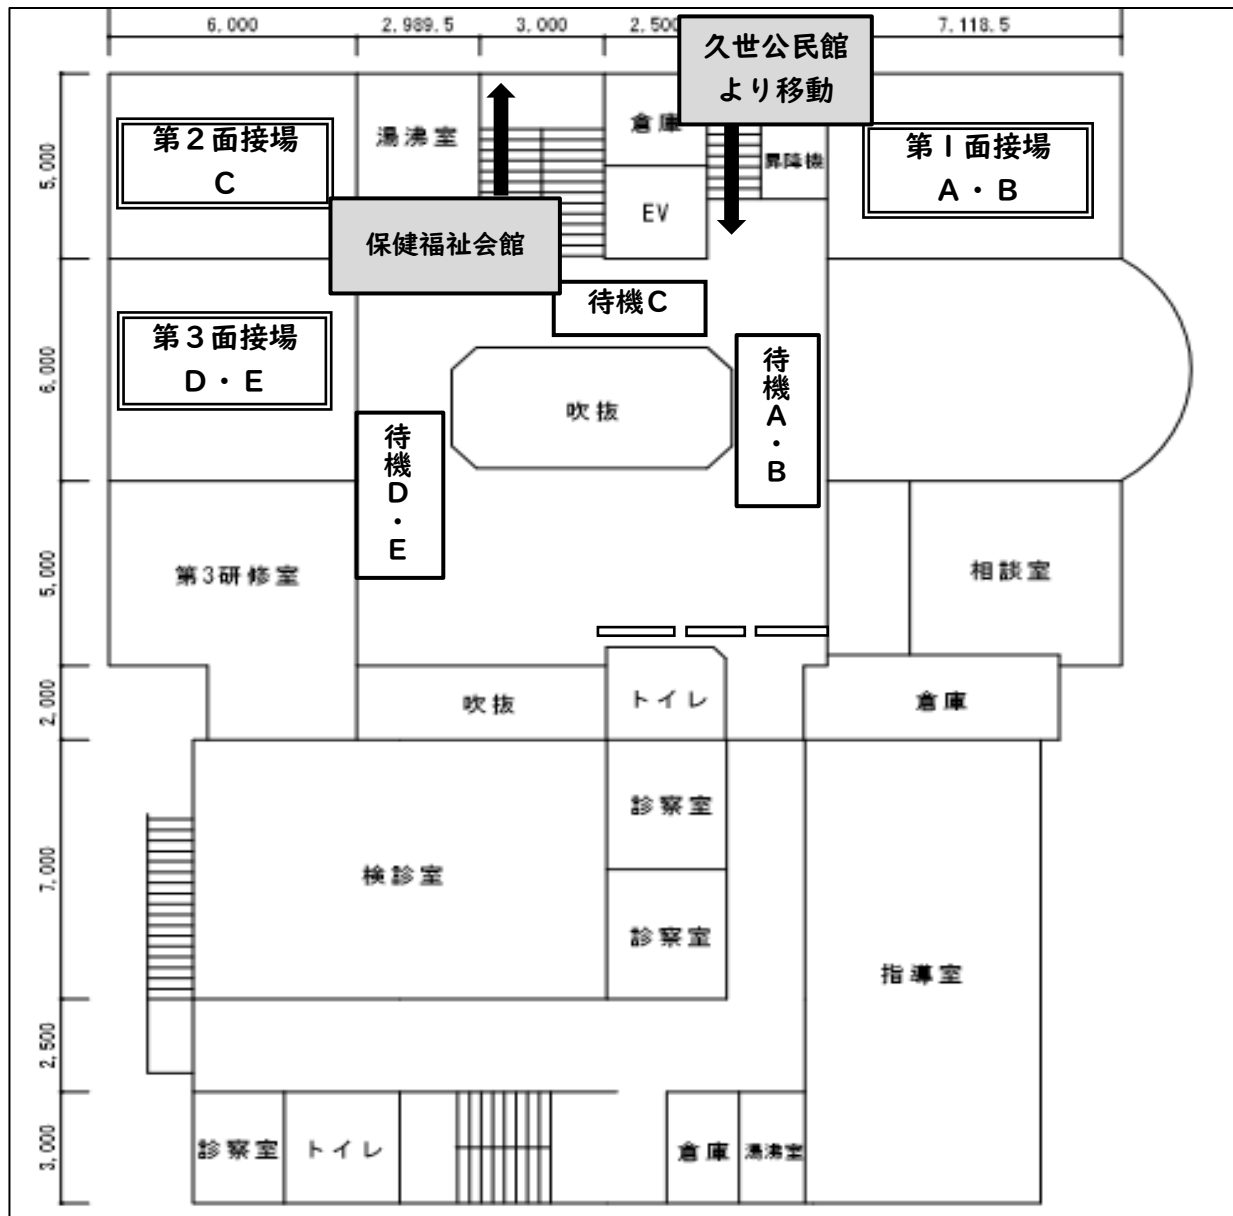 6,000
2,989.5
3,000
2,500
7,118.5
久世公民館
より移動
第2面接場
C
湯沸室
倉庫
昇降機
第1面接場
A・B
EV
保健福祉会館
待機C
第3面接場
D・E
吹抜
待機A・B
待機D・E
第3研修室
相談室
吹抜
トイレ
倉庫
診察室
検診室
診察室
指導室
診察室
トイレ
倉庫
湯沸室
5,000
6,000
5,000
2,000
7,000
2,500
3,000